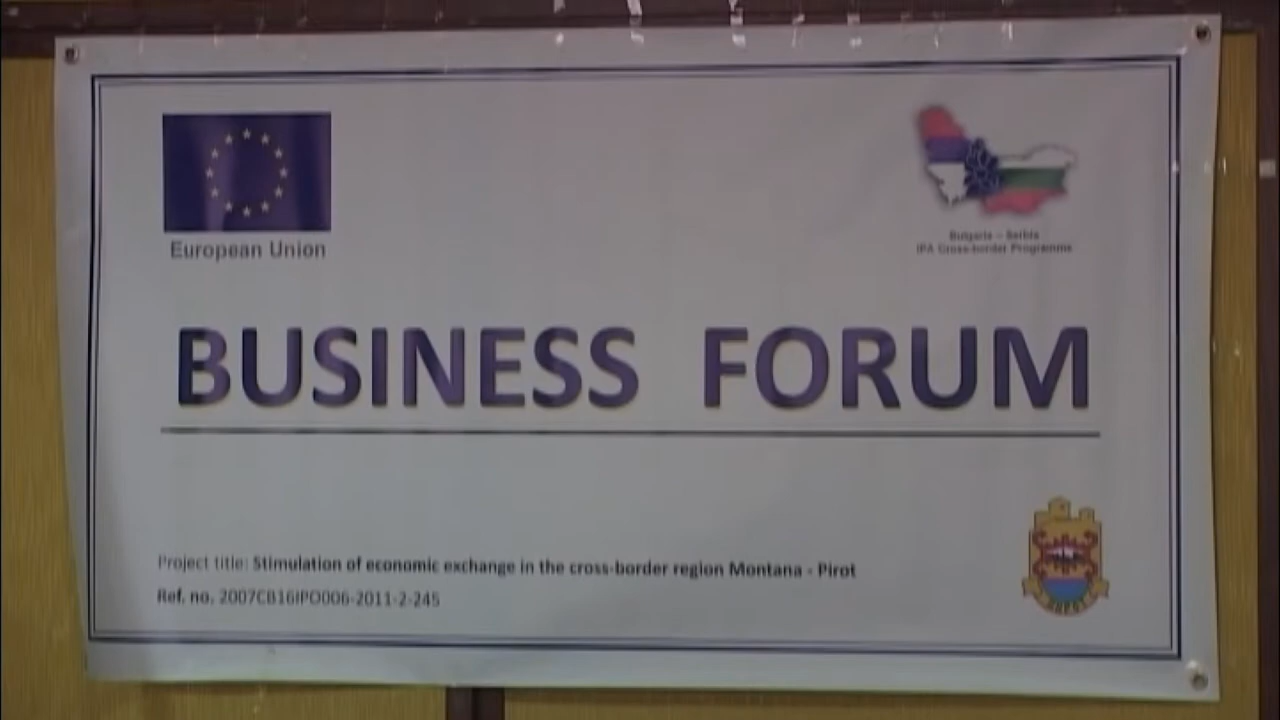 European Union
Bulgaria – Serbia
IPA Cross-border Programme
BUSINESS FORUM
Project title: Stimulation of economic exchange in the cross-border region Montana - Pirot
Ref. no. 2007CB16IPO006-2011-2-245